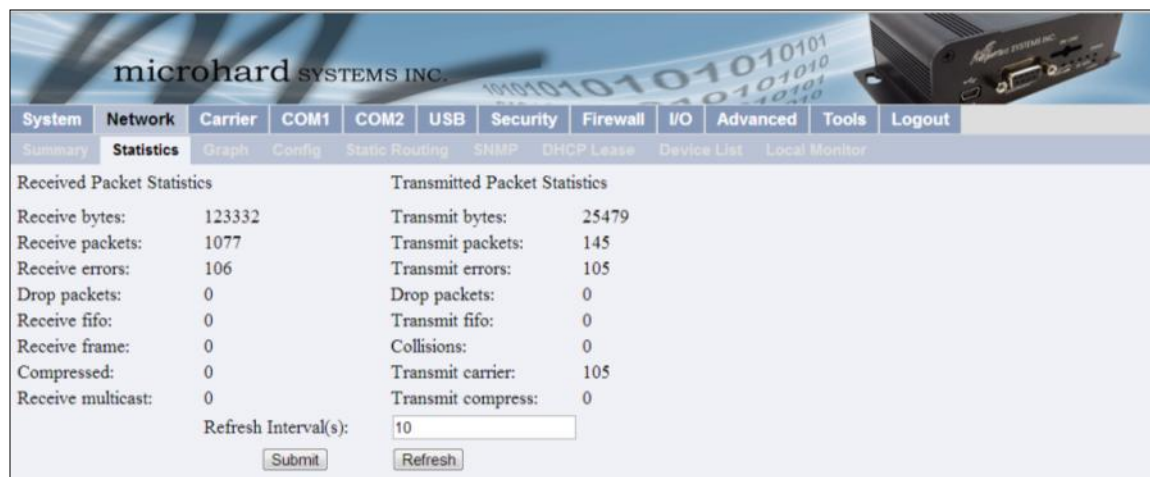 microhard SYSTEMS INC.
System Network Carrier COM1 COM2 USB Security Firewall I/O Advanced Tools Logout
Summary Statistics Graph Config Static Routing SNMP DHCP Lease Device List Local Monitor
Received Packet Statistics Transmitted Packet Statistics
Receive bytes: 123332 Transmit bytes: 25479
Receive packets: 1077 Transmit packets: 145
Receive errors: 106 Transmit errors: 105
Drop packets: 0 Drop packets: 0
Receive fifo: 0 Transmit fifo: 0
Receive frame: 0 Collisions: 0
Compressed: 0 Transmit carrier: 105
Receive multicast: 0 Transmit compress: 0
Refresh Interval(s): 10
Submit Refresh